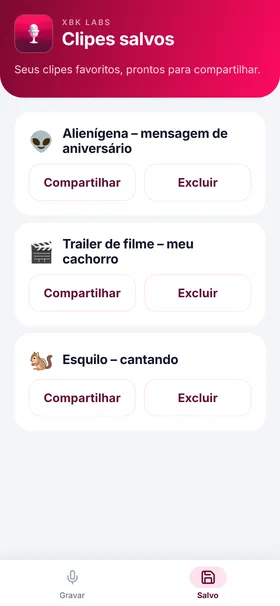 XBK LABS
Clipes salvos
Seus clipes favoritos, prontos para compartilhar.
Alienígena – mensagem de
aniversário
Compartilhar
Excluir
Trailer de filme – meu
cachorro
Compartilhar
Excluir
Esquilo – cantando
Compartilhar
Excluir
Gravar
Salvo